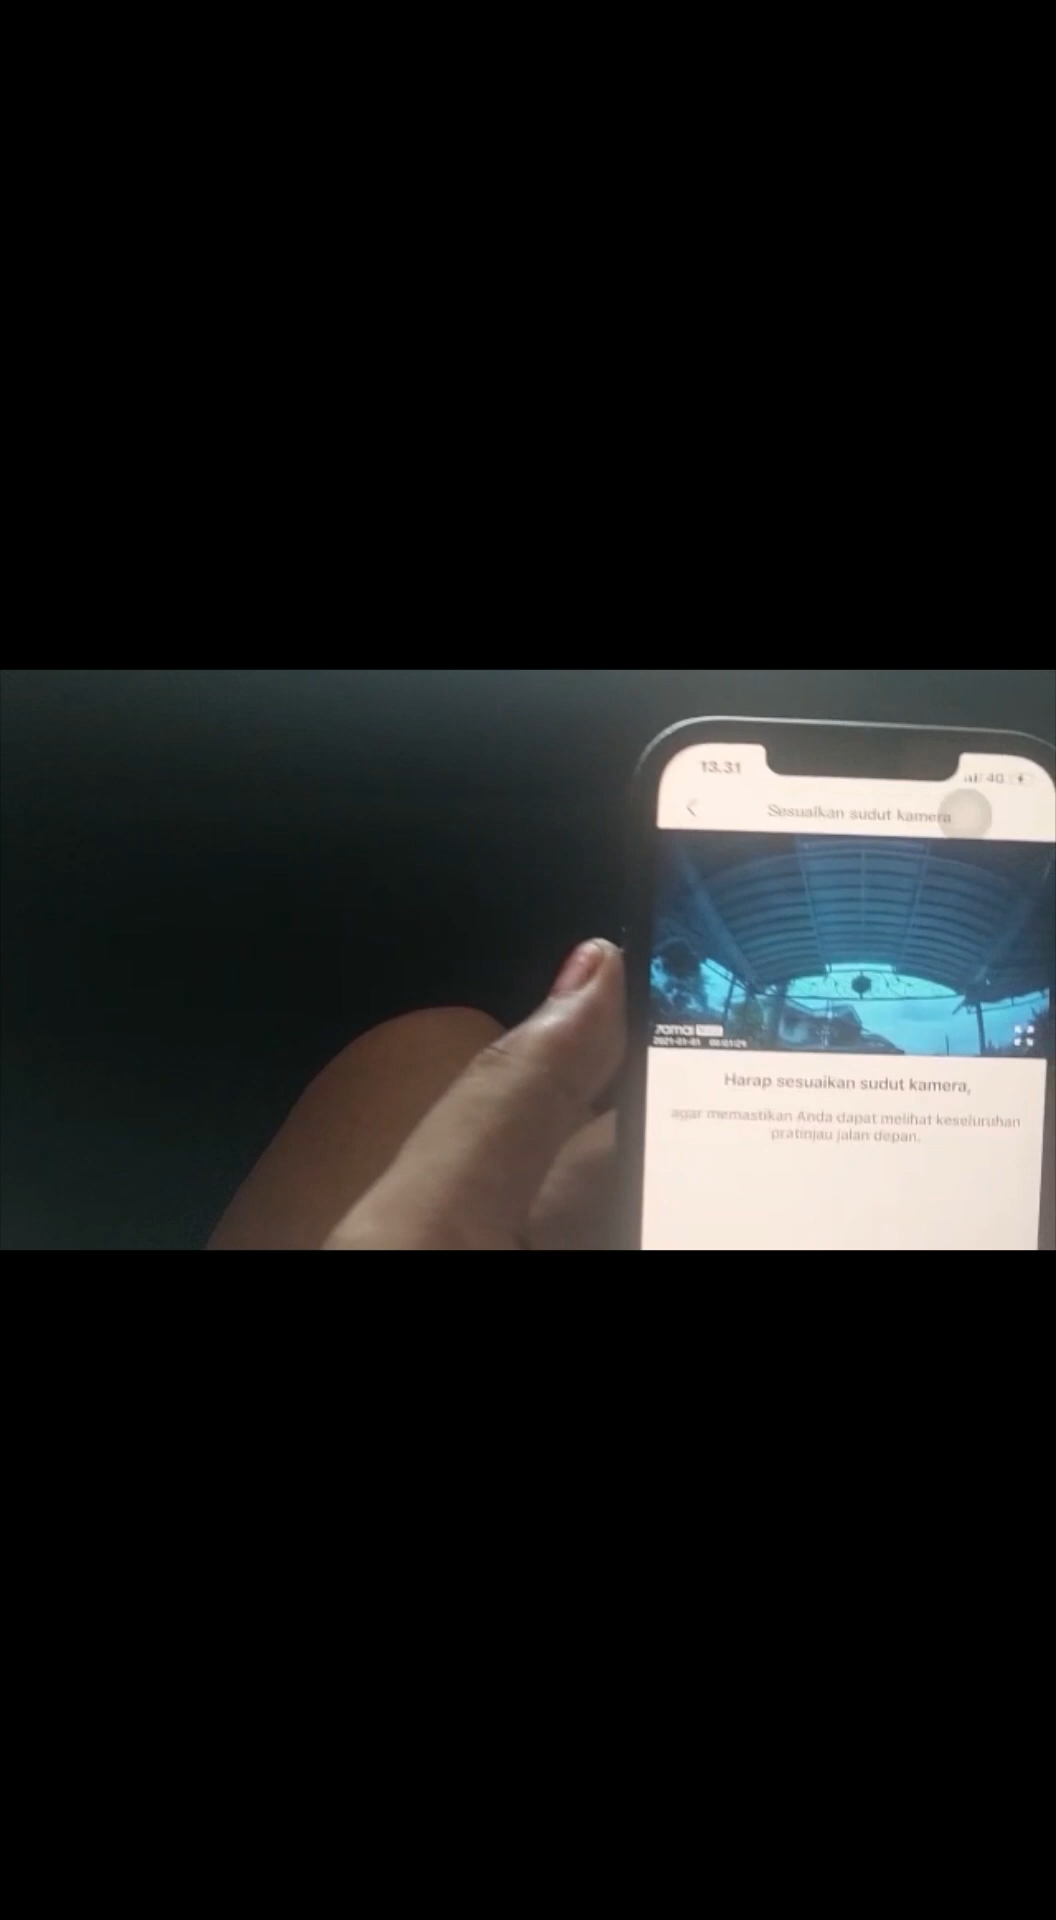 13.31
4G
Sesuaikan sudut kamera
70mai
Harap sesuaikan sudut kamera,
agar memastikan Anda dapat melihat keseluruhan
pratinjau jalan depan.